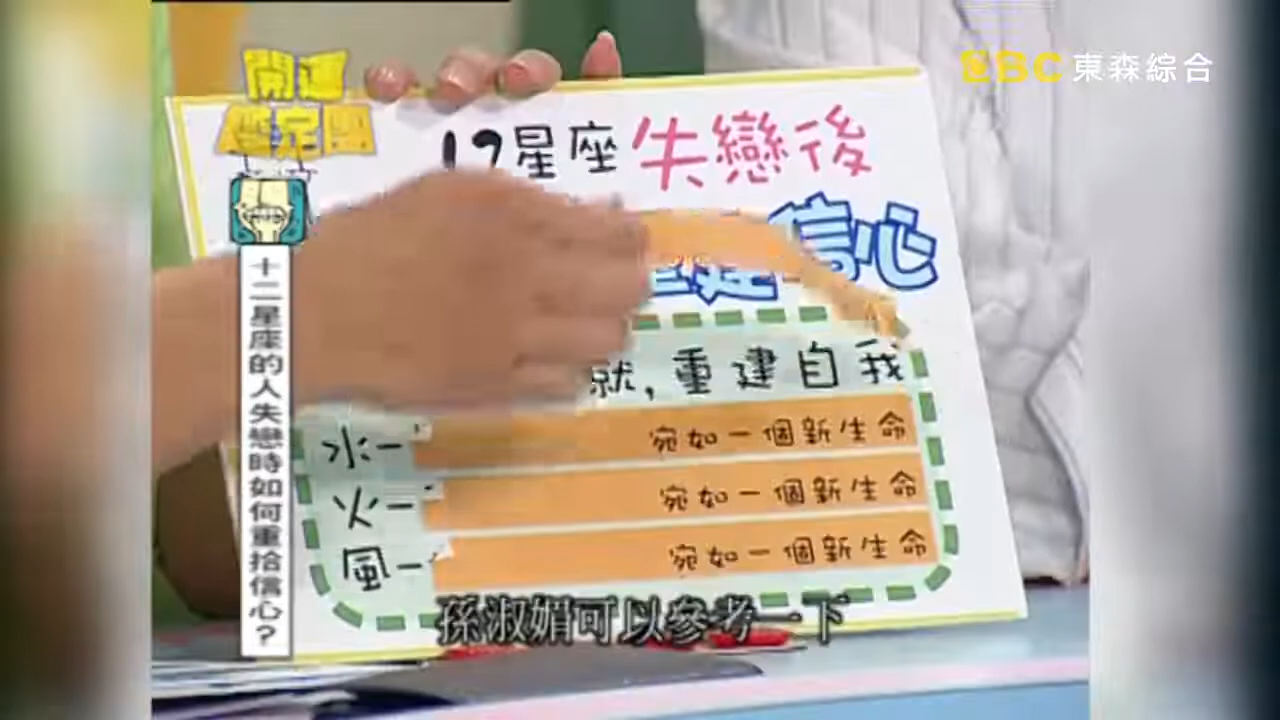 EBC 東森綜合
開運
鑑定團
十二星座的人失戀時如何重拾信心?
12星座失戀後
信心
就,重建自我
水- 宛如一個新生命
火- 宛如一個新生命
風- 宛如一個新生命
孫淑媚可以參考一下